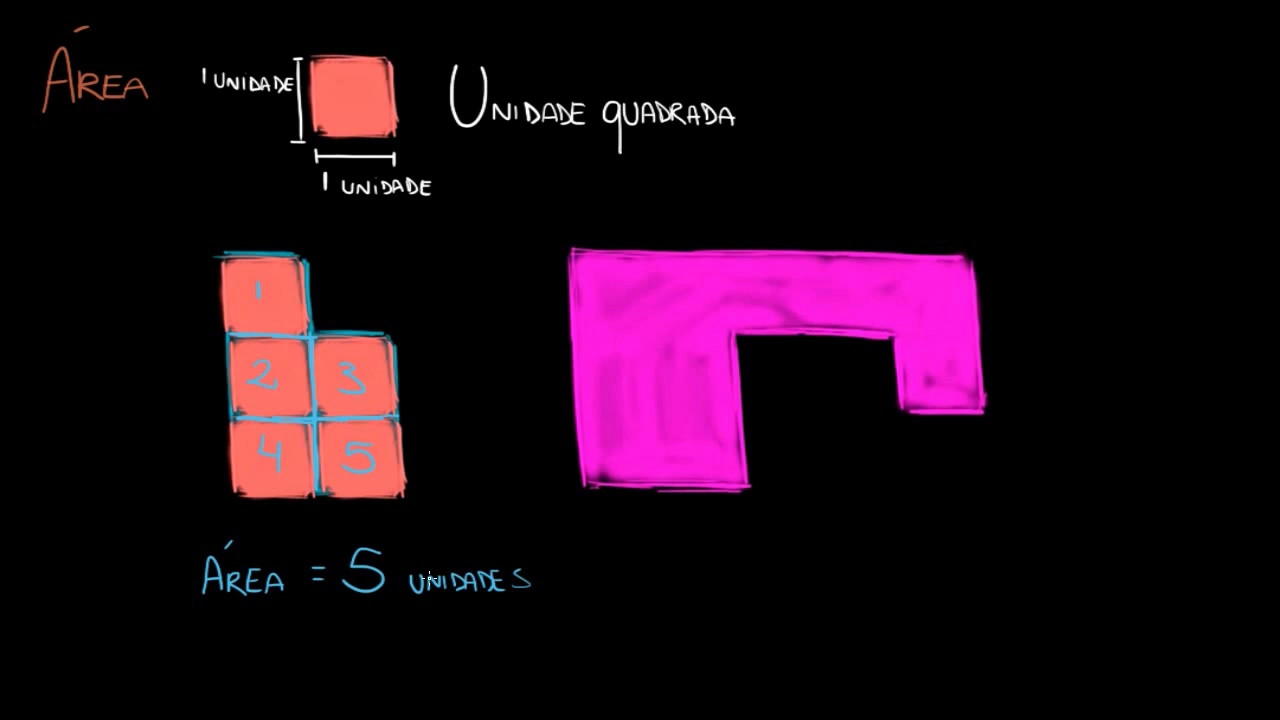 Área
1 unidade
Unidade quadrada
1 unidade
1
2 3
4 5
Área = 5 unidades